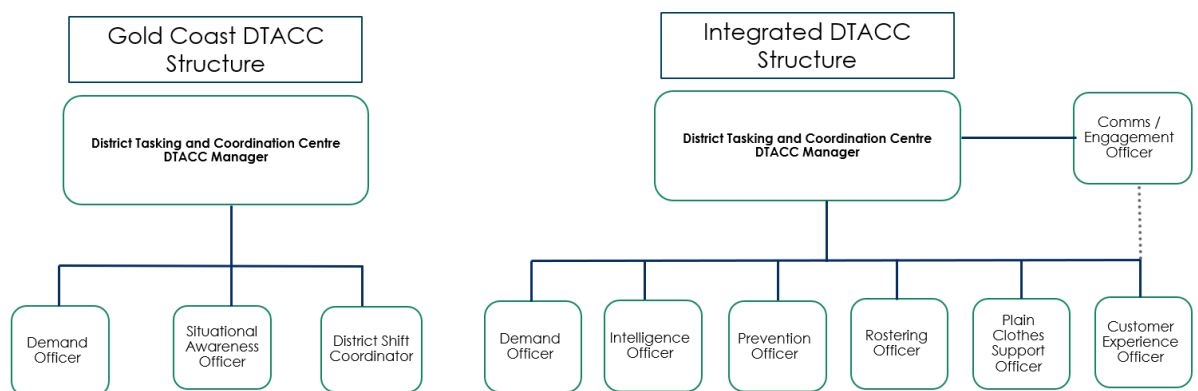 Gold Coast DTACC
Structure
District Tasking and Coordination Centre
DTACC Manager
Demand
Officer
Situational
Awareness
Officer
District Shift
Coordinator
Integrated DTACC
Structure
District Tasking and Coordination Centre
DTACC Manager
Comms /
Engagement
Officer
Demand
Officer
Intelligence
Officer
Prevention
Officer
Rostering
Officer
Plain
Clothes
Support
Officer
Customer
Experience
Officer